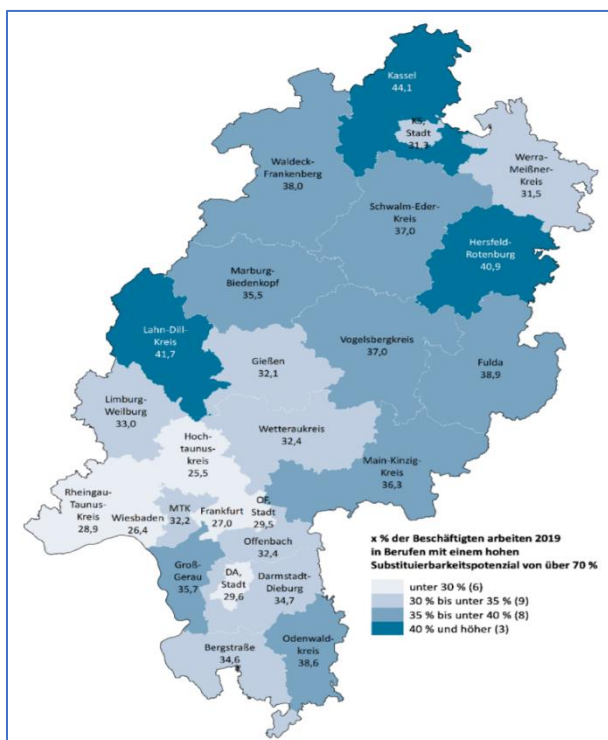 Kassel
44,1
KS,
Stadt
31,3
Werra-
Meißner-
Kreis
31,5
Waldeck-
Frankenberg
38,0
Schwalm-Eder-
Kreis
37,0
Hersfeld-
Rotenburg
40,9
Marburg-
Biedenkopf
35,5
Lahn-Dill-
Kreis
41,7
Gießen
32,1
Vogelsbergkreis
37,0
Fulda
38,9
Limburg-
Weilburg
33,0
Hoch-
taunus-
kreis
25,5
Wetteraukreis
32,4
Main-Kinzig-
Kreis
36,3
Rheingau-
Taunus-
Kreis
28,9
Wiesbaden
26,4
MTK
32,2
Frankfurt
27,0
OF,
Stadt
29,5
Offenbach
32,4
Groß-
Gerau
35,7
DA,
Stadt
29,6
Darmstadt-
Dieburg
34,7
Bergstraße
34,6
Odenwald-
kreis
38,6
x % der Beschäftigten arbeiten 2019
in Berufen mit einem hohen
Substituierbarkeitspotenzial von über 70 %
unter 30 % (6)
30 % bis unter 35 % (9)
35 % bis unter 40 % (8)
40 % und höher (3)